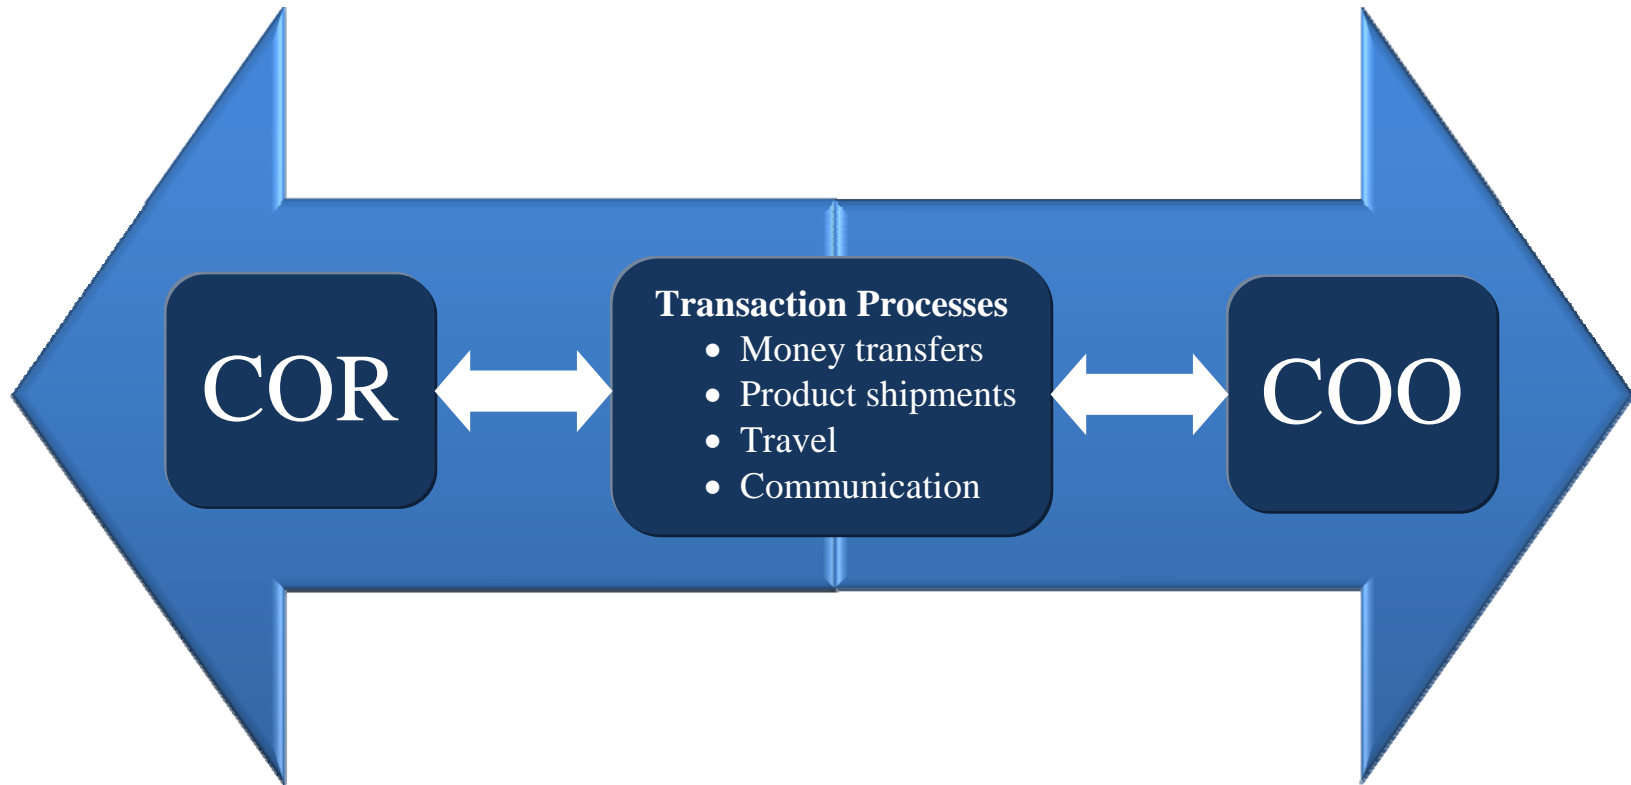 COR
Transaction Processes
• Money transfers
• Product shipments
• Travel
• Communication
COO